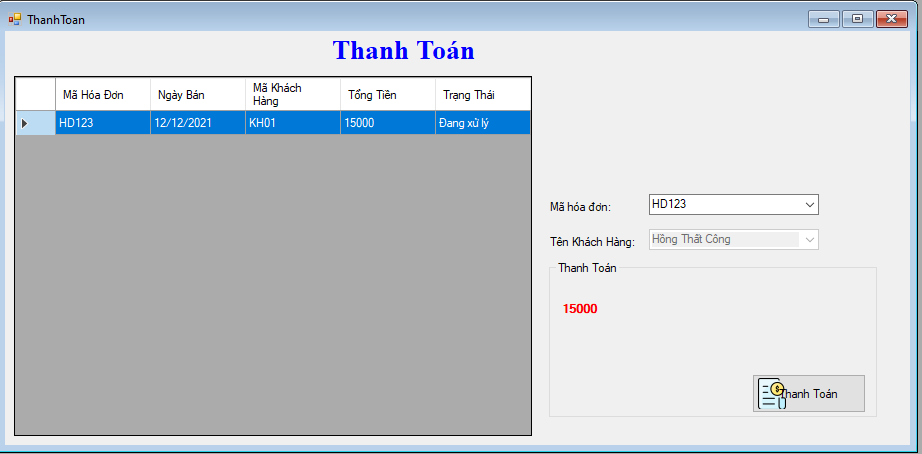 ThanhToan
Thanh Toán
Mã Hóa Đơn
Ngày Bán
Mã Khách
Hàng
Tổng Tiền
Trạng Thái
HD123
12/12/2021
KH01
15000
Đang xử lý
Mã hóa đơn:
HD123
Tên Khách Hàng:
Hồng Thất Công
Thanh Toán
15000
Thanh Toán